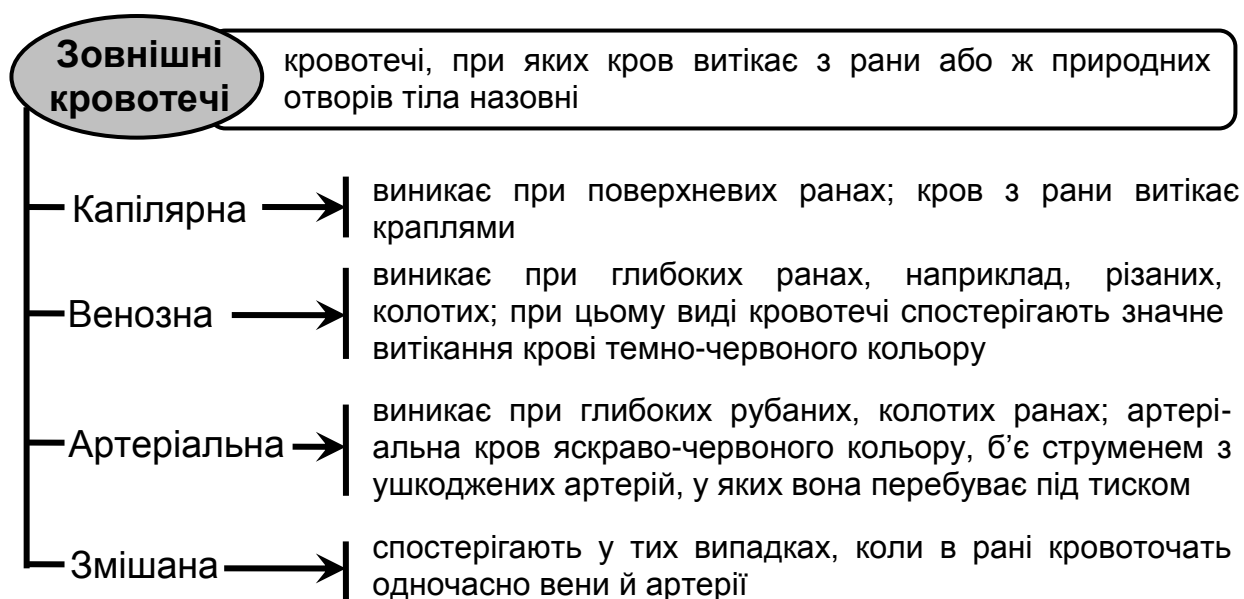 Зовнішні
кровотечі
кровотечі, при яких кров витікає з рани або ж природних
отворів тіла назовні
Капілярна
виникає при поверхневих ранах; кров з рани витікає
краплями
Венозна
виникає при глибоких ранах, наприклад, різаних,
колотих; при цьому виді кровотечі спостерігають значне
витікання крові темно-червоного кольору
Артеріальна
виникає при глибоких рубаних, колотих ранах; артері-
альна кров яскраво-червоного кольору, б’є струменем з
ушкоджених артерій, у яких вона перебуває під тиском
Змішана
спостерігають у тих випадках, коли в рані кровоточать
одночасно вени й артерії